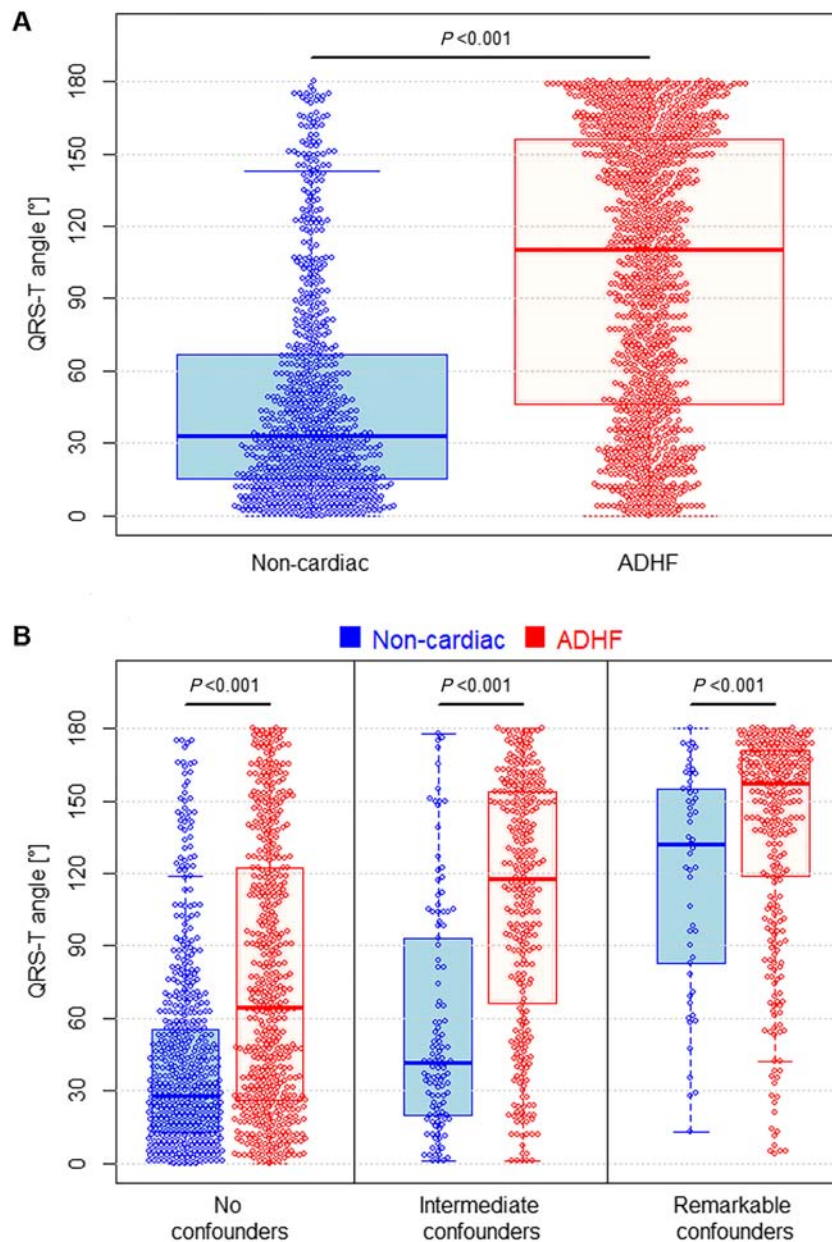 A
P <0.001
QRS-T angle [°]
180
150
120
90
60
30
0
Non-cardiac
ADHF
B
Non-cardiac
ADHF
P <0.001
P <0.001
P <0.001
QRS-T angle [°]
180
150
120
90
60
30
0
No
confounders
Intermediate
confounders
Remarkable
confounders